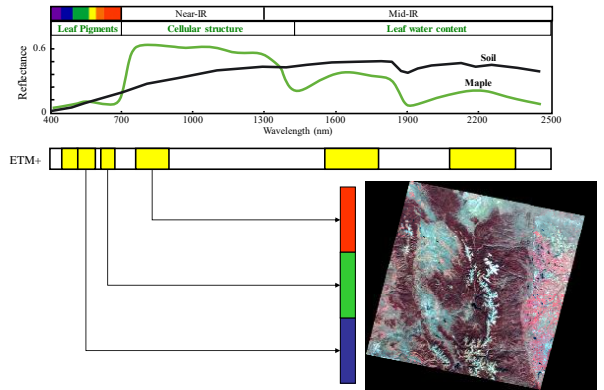 Near-IR Mid-IR
Leaf Pigments Cellular structure Leaf water content
0.6
Soil
Maple
Reflectance
0
400 700 1000 1300 1600 1900 2200 2500
Wavelength (nm)
ETM+